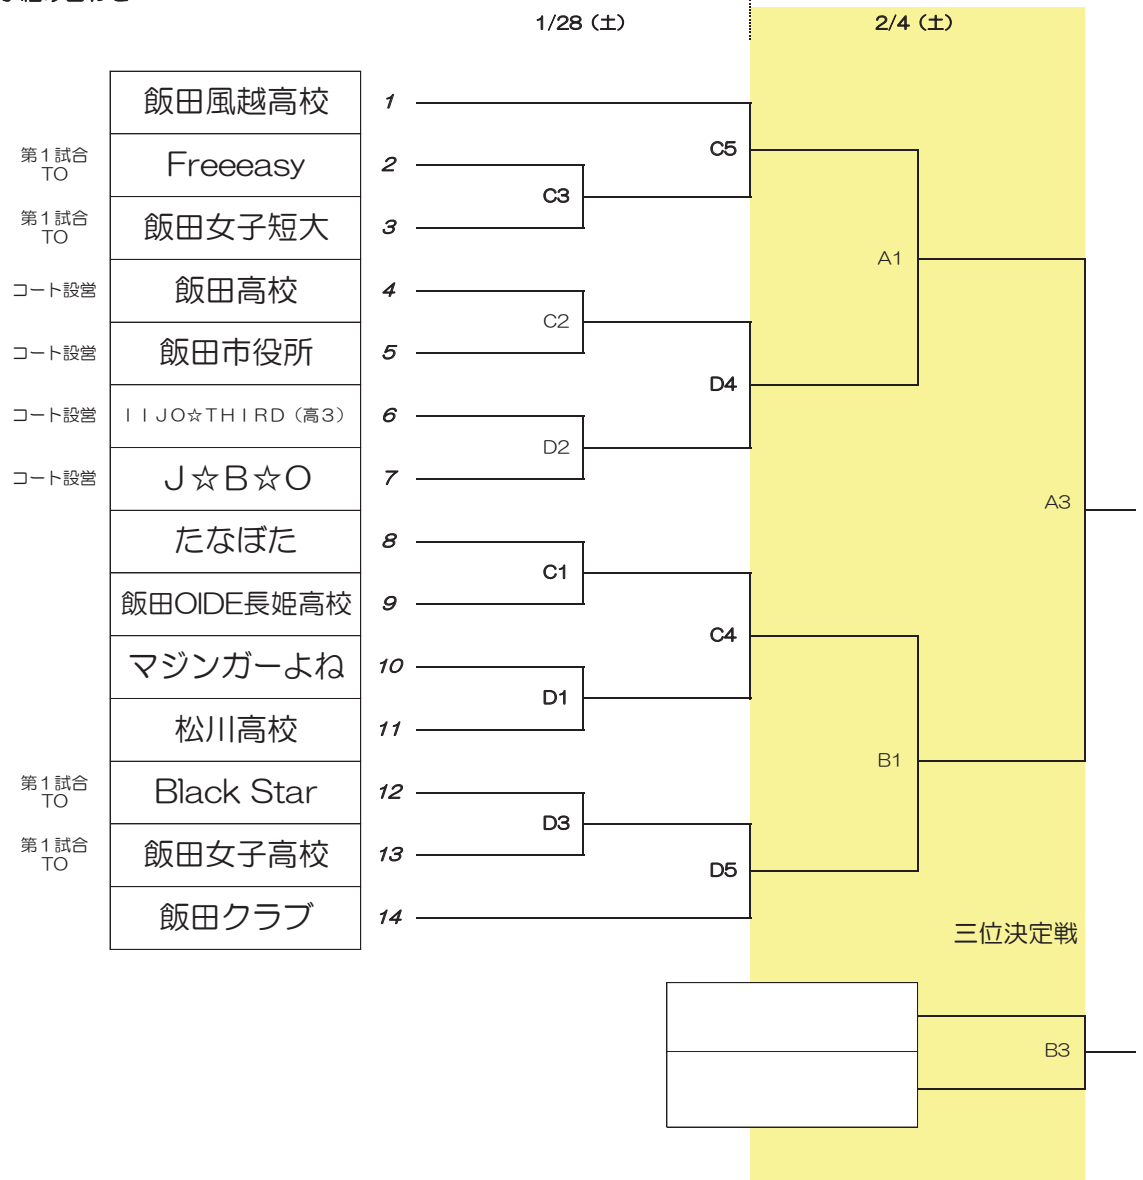 1/28（土）
2/4（土）
飯田風越高校
1
第１試合
TO
Freeeasy
2
第１試合
TO
飯田女子短大
3
コート設営
飯田高校
4
コート設営
飯田市役所
5
コート設営
ＩＩＪＯ☆ＴＨＩＲＤ（高３）
6
コート設営
Ｊ☆Ｂ☆Ｏ
7
たなぼた
8
飯田OIDE長姫高校
9
マジンガーよね
10
松川高校
11
第１試合
TO
Black Star
12
第１試合
TO
飯田女子高校
13
飯田クラブ
14
C3
C2
D2
C1
D1
D3
C5
D4
C4
D5
A1
B1
A3
三位決定戦
B3